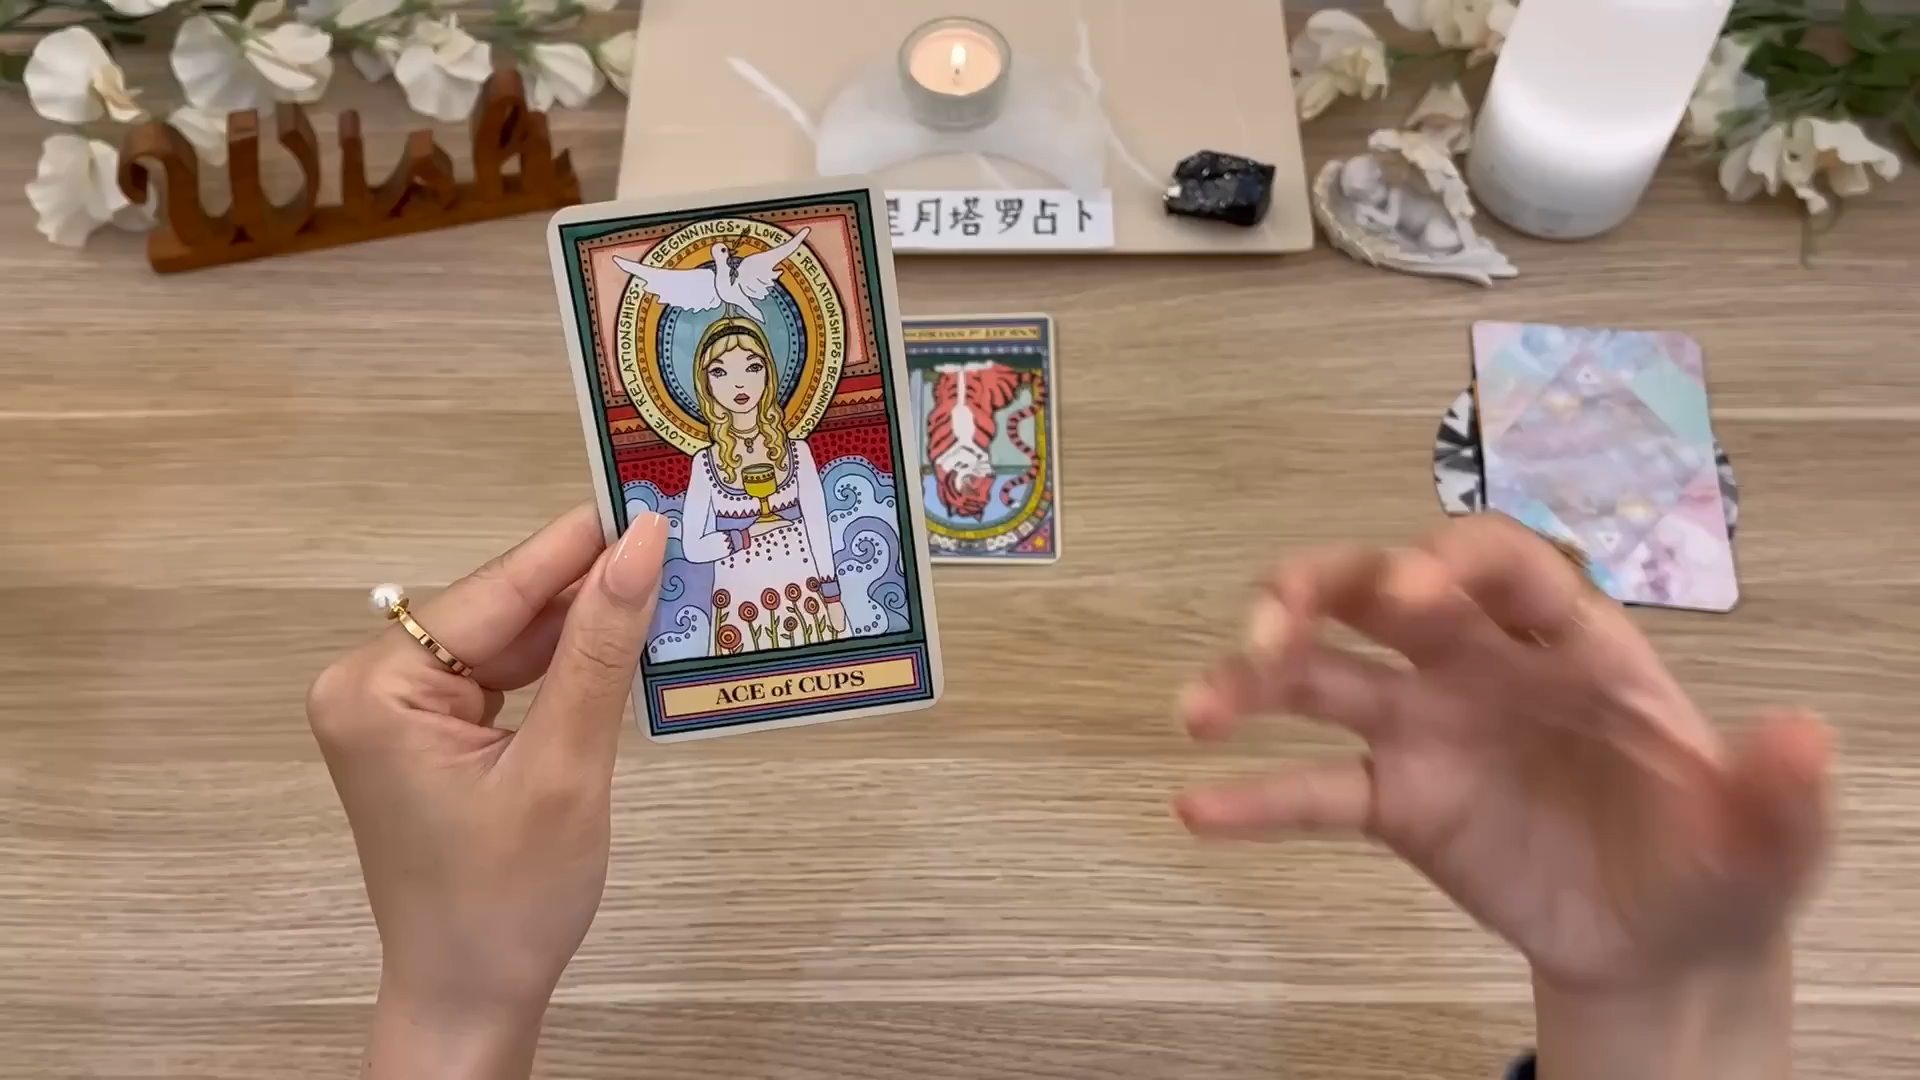 Wish
星月塔罗占卜
BEGINNINGS • LOVE • RELATIONSHIPS • BEGINNINGS • LOVE • RELATIONSHIPS •
ACE of CUPS